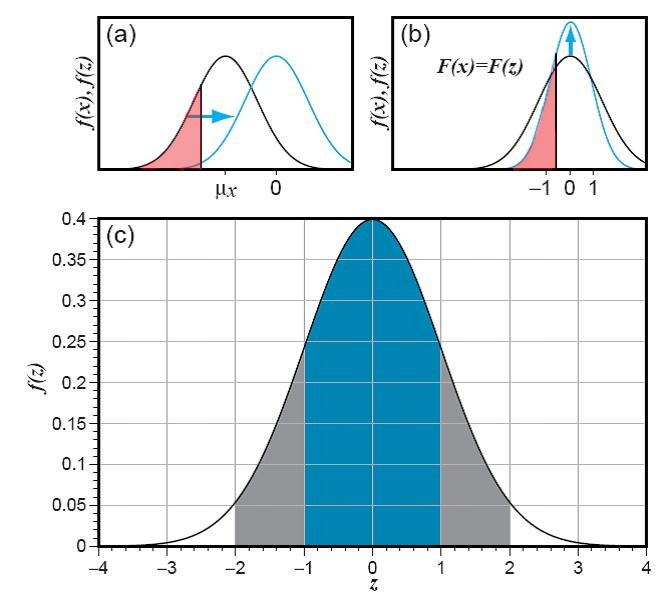 (a)
f(x), f(z)
μx 0
(b)
f(x), f(z)
F(x)=F(z)
–1 0 1
(c)
f(z)
0.4
0.35
0.3
0.25
0.2
0.15
0.1
0.05
0
–4 –3 –2 –1 0 1 2 3 4
z